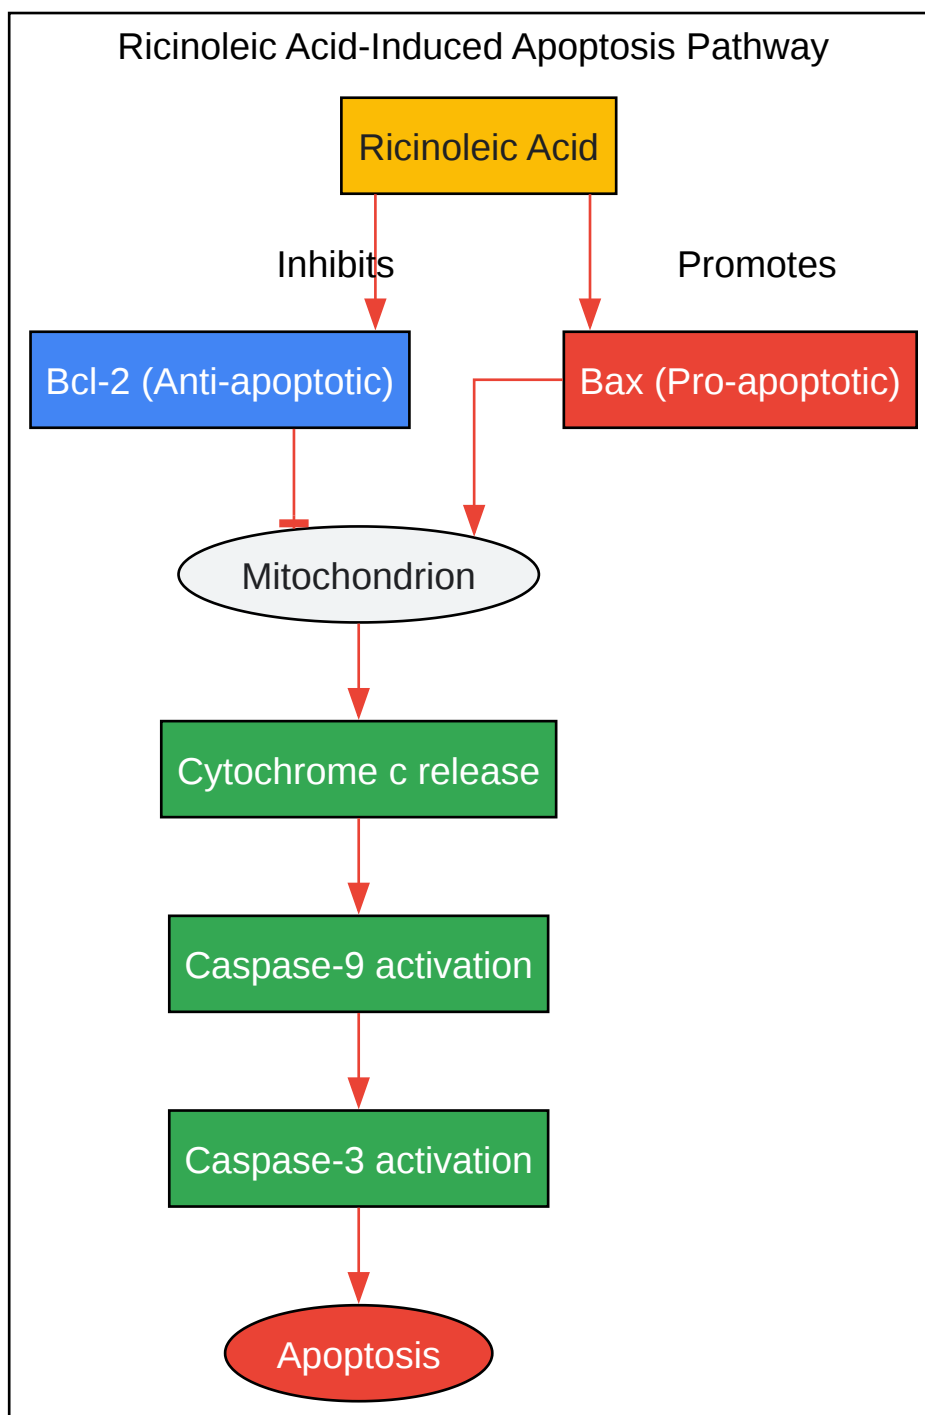 Ricinoleic Acid-Induced Apoptosis Pathway
Ricinoleic Acid
Inhibits
Promotes
Bcl-2 (Anti-apoptotic)
Bax (Pro-apoptotic)
Mitochondrion
Cytochrome c release
Caspase-9 activation
Caspase-3 activation
Apoptosis